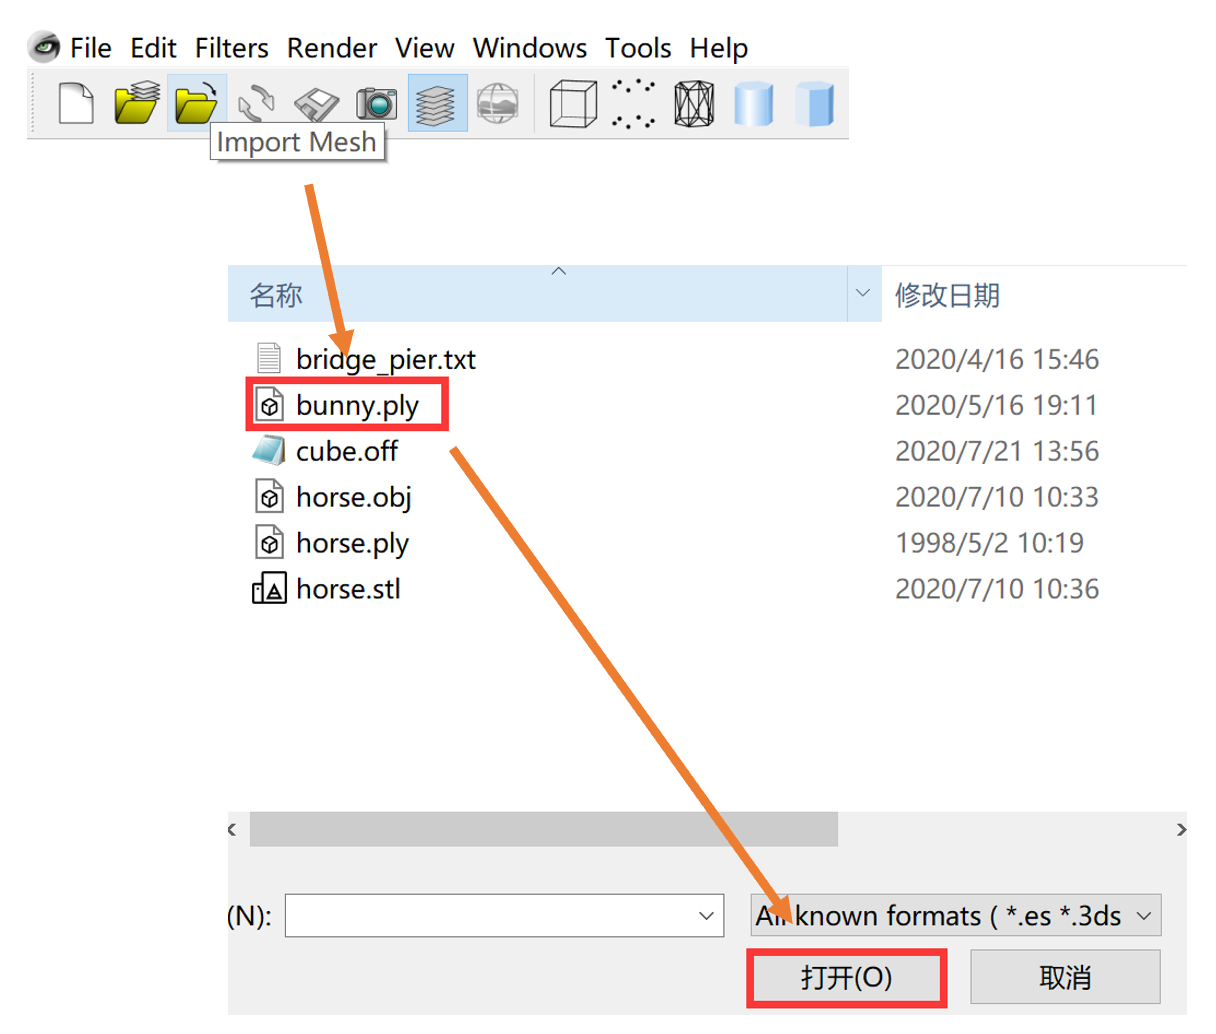 File Edit Filters Render View Windows Tools Help
Import Mesh
名称 修改日期
bridge_pier.txt 2020/4/16 15:46
bunny.ply 2020/5/16 19:11
cube.off 2020/7/21 13:56
horse.obj 2020/7/10 10:33
horse.ply 1998/5/2 10:19
horse.stl 2020/7/10 10:36
(N): All known formats ( *.es *.3ds
打开(O) 取消